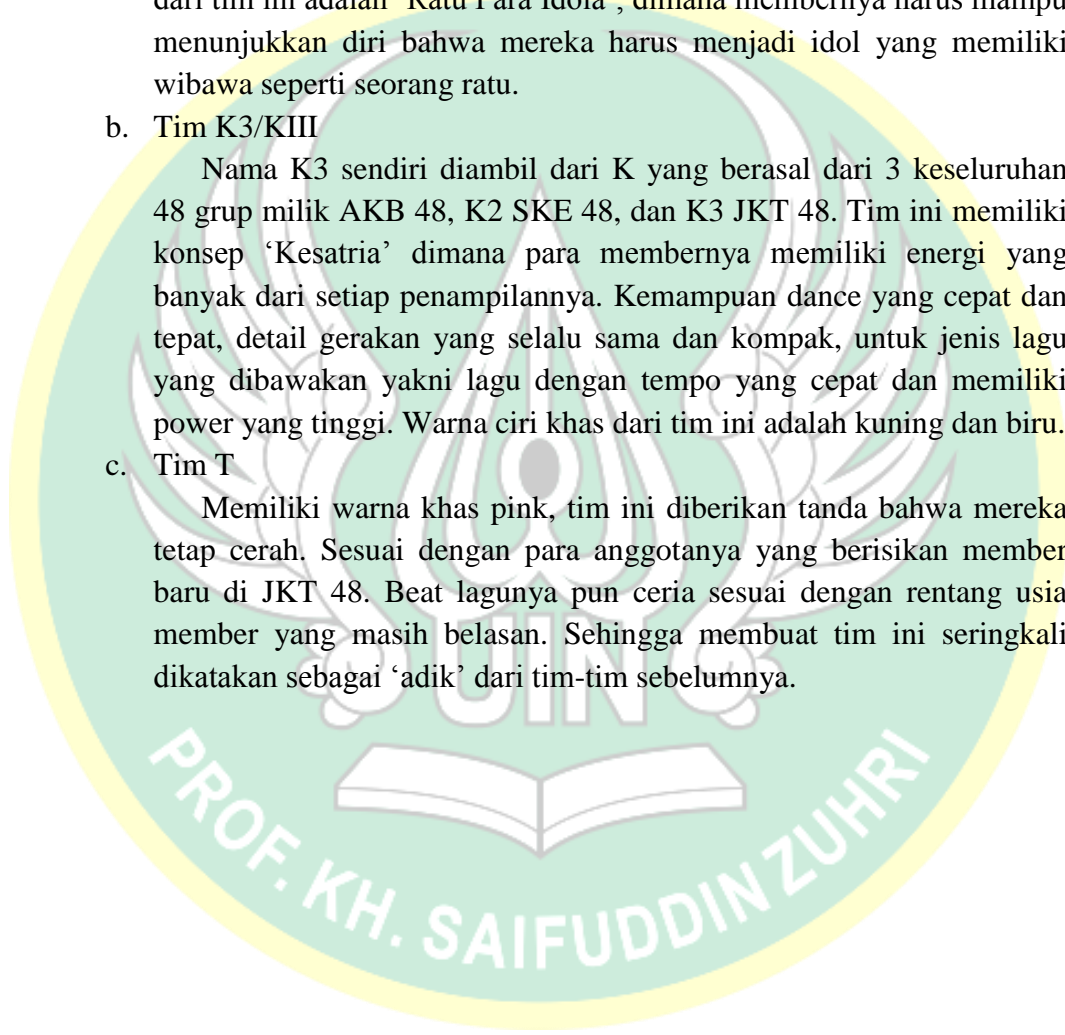 dari tim ini adalah ‘Ratu Para Idola’, dimana membernya harus mampu
menunjukkan diri bahwa mereka harus menjadi idol yang memiliki
wibawa seperti seorang ratu.
b. Tim K3/KIII
Nama K3 sendiri diambil dari K yang berasal dari 3 keseluruhan
48 grup milik AKB 48, K2 SKE 48, dan K3 JKT 48. Tim ini memiliki
konsep ‘Kesatria’ dimana para membernya memiliki energi yang
banyak dari setiap penampilannya. Kemampuan dance yang cepat dan
tepat, detail gerakan yang selalu sama dan kompak, untuk jenis lagu
yang dibawakan yakni lagu dengan tempo yang cepat dan memiliki
power yang tinggi. Warna ciri khas dari tim ini adalah kuning dan biru.
c. Tim T
Memiliki warna khas pink, tim ini diberikan tanda bahwa mereka
tetap cerah. Sesuai dengan para anggotanya yang berisikan member
baru di JKT 48. Beat lagunya pun ceria sesuai dengan rentang usia
member yang masih belasan. Sehingga membuat tim ini seringkali
dikatakan sebagai ‘adik’ dari tim-tim sebelumnya.
UIN
PROF. KH. SAIFUDDIN ZUHRI